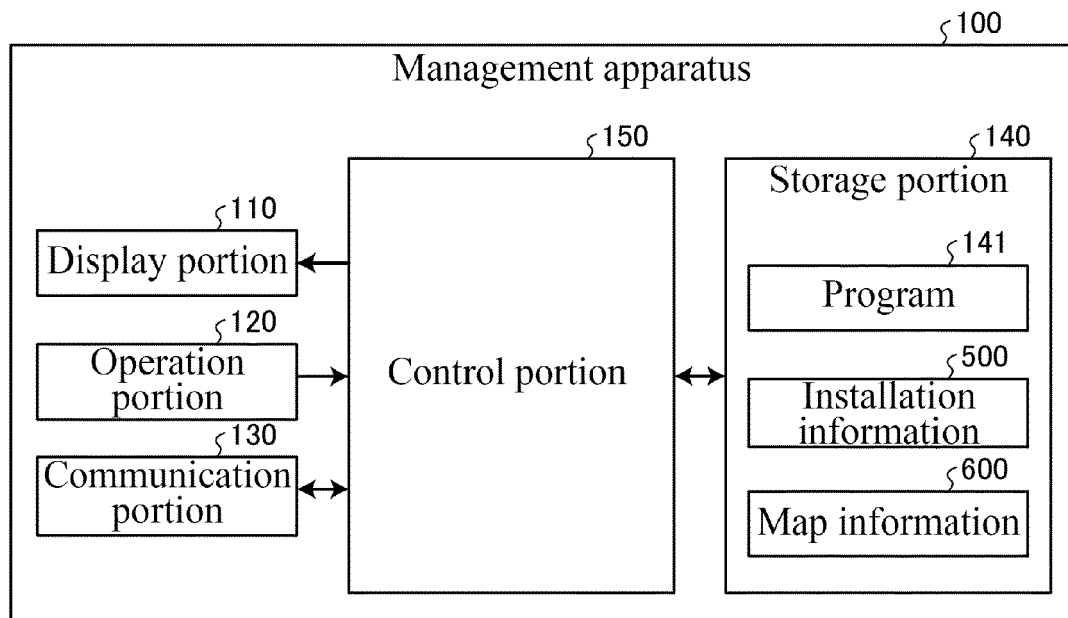 100
Management apparatus
150
140
Storage portion
110
Display portion
141
Program
120
Operation
portion
Control portion
500
Installation
information
130
Communication
portion
600
Map information